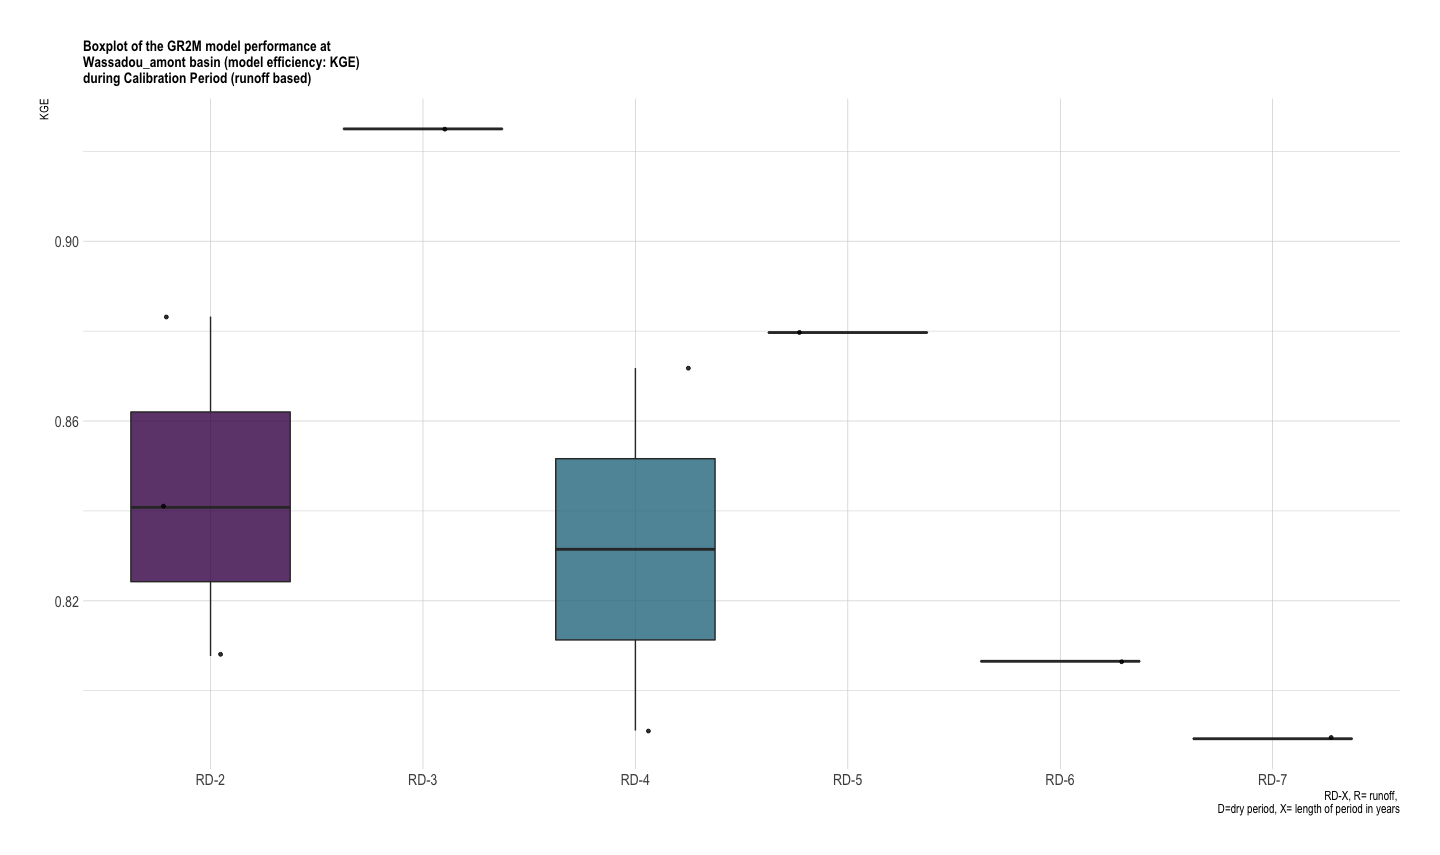 Boxplot of the GR2M model performance at
Wassadou_amont basin (model efficiency: KGE)
during Calibration Period (runoff based)
KGE
0.90
0.86
0.82
RD-2
RD-3
RD-4
RD-5
RD-6
RD-7
RD-X, R= runoff,
D=dry period, X= length of period in years